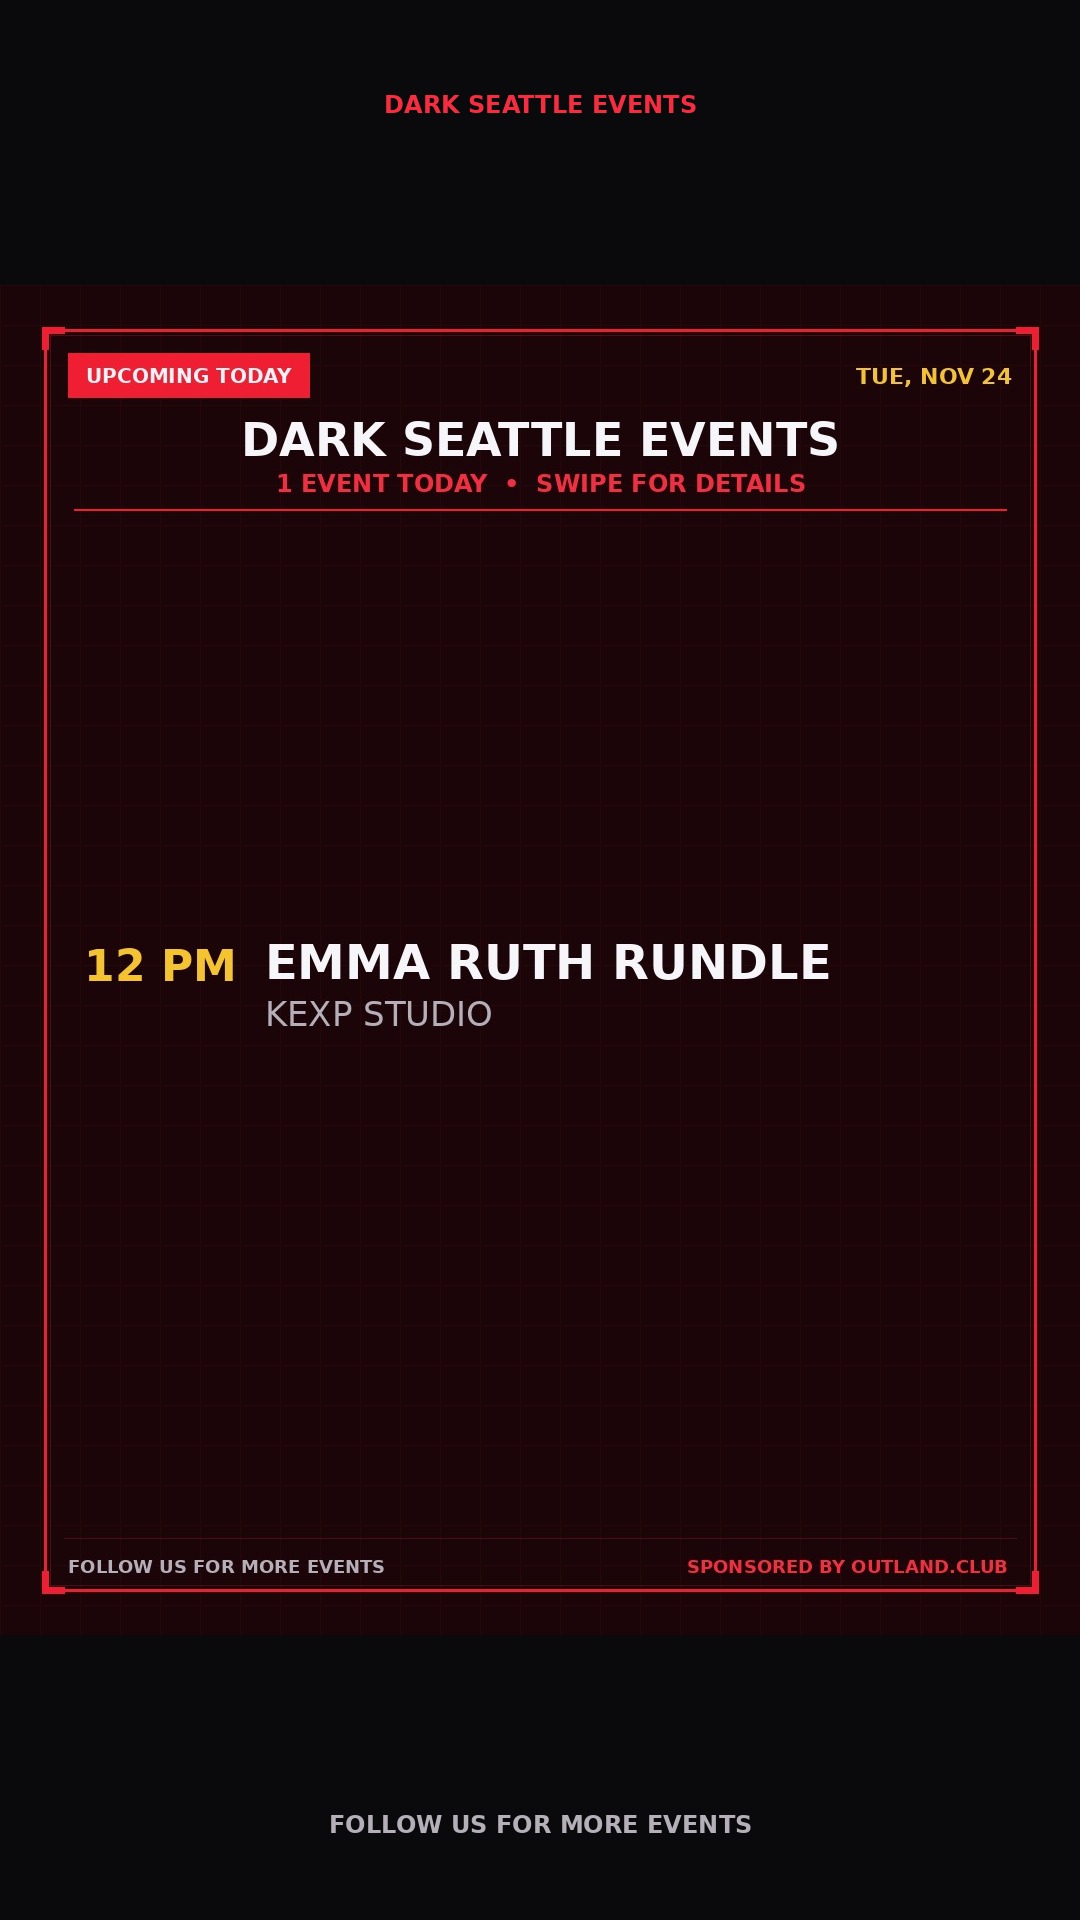 DARK SEATTLE EVENTS
UPCOMING TODAY
TUE, NOV 24
DARK SEATTLE EVENTS
1 EVENT TODAY • SWIPE FOR DETAILS
12 PM EMMA RUTH RUNDLE
KEXP STUDIO
FOLLOW US FOR MORE EVENTS
SPONSORED BY OUTLAND.CLUB
FOLLOW US FOR MORE EVENTS